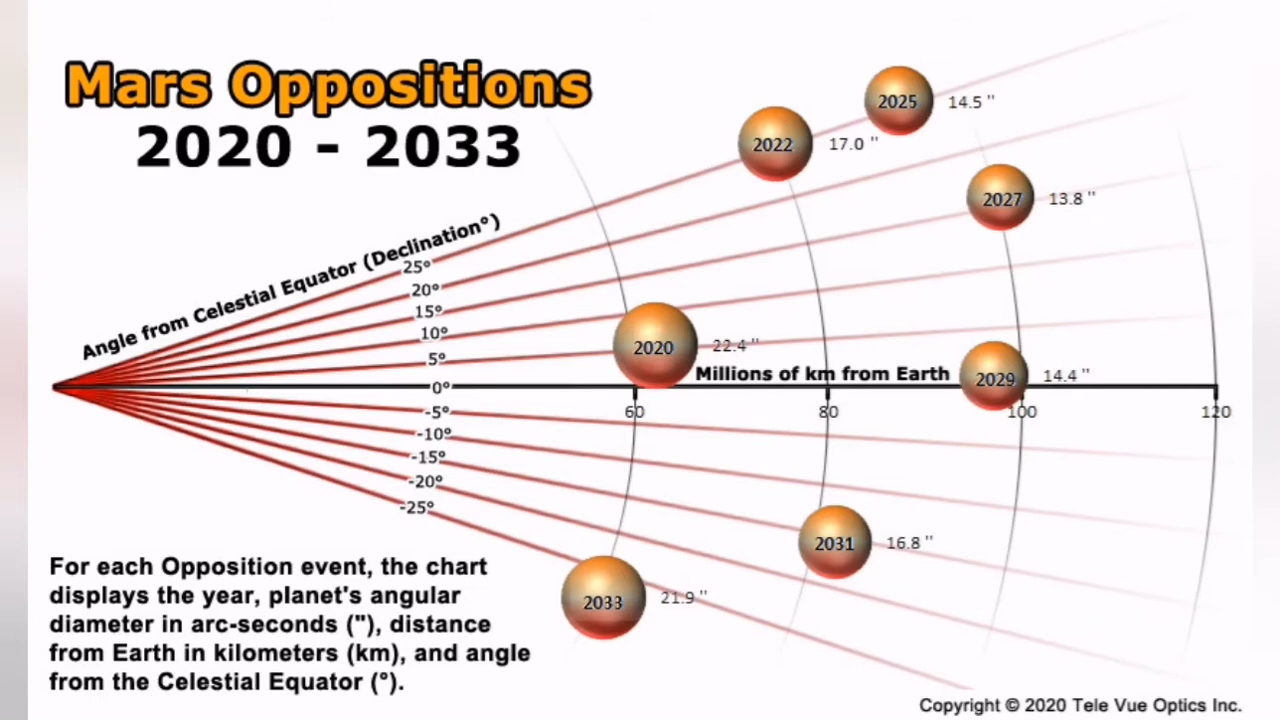 Mars Oppositions
2020 - 2033
2025 14.5 "
2022 17.0 "
2027 13.8 "
Angle from Celestial Equator (Declination°)
25°
20°
15°
10°
5°
0°
-5°
-10°
-15°
-20°
-25°
2020 22.4 "
Millions of km from Earth
2029 14.4 "
60 80 100 120
2031 16.8 "
2033 21.9 "
For each Opposition event, the chart
displays the year, planet's angular
diameter in arc-seconds ("), distance
from Earth in kilometers (km), and angle
from the Celestial Equator (°).
Copyright © 2020 Tele Vue Optics Inc.